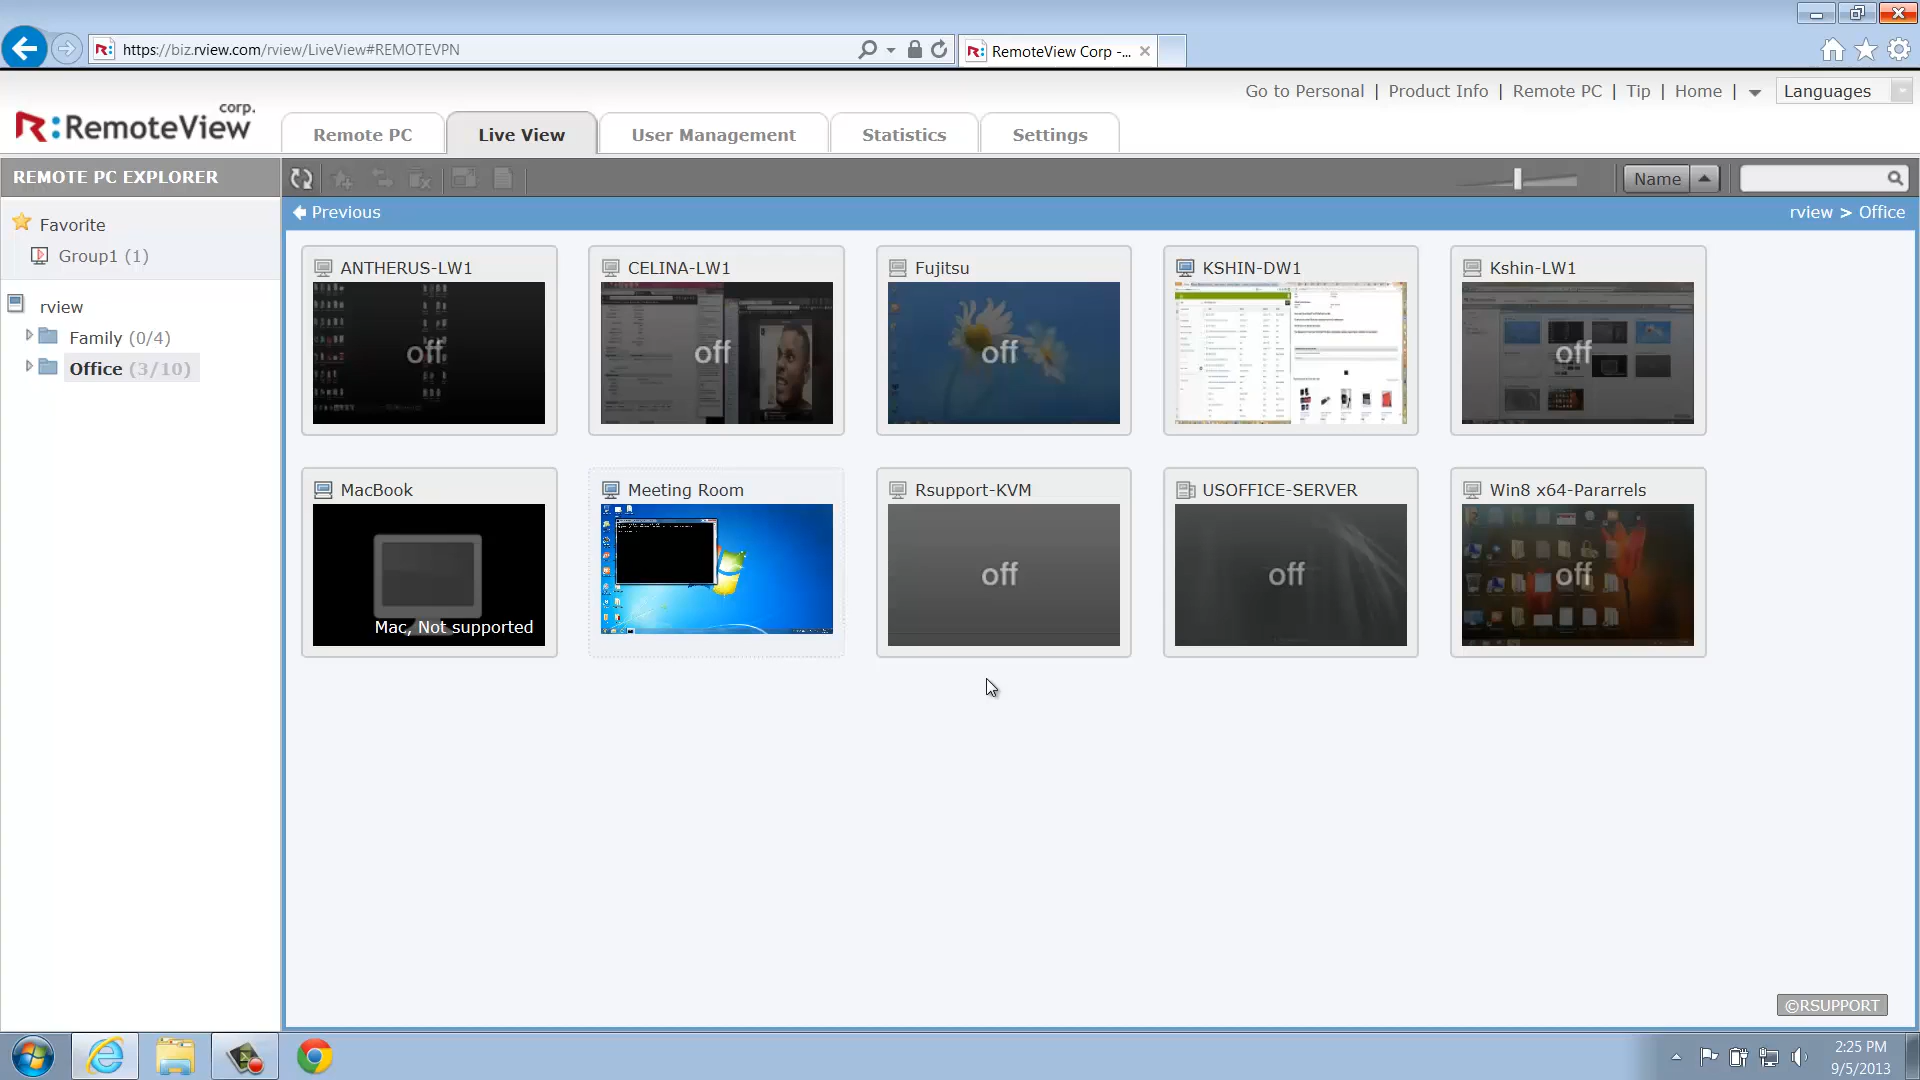 https://biz.rview.com/rview/LiveView#REMOTEVPN
R: RemoteView Corp -...
Go to Personal | Product Info | Remote PC | Tip | Home | Languages
R:RemoteView corp.
Remote PC
Live View
User Management
Statistics
Settings
REMOTE PC EXPLORER
Name
Previous
rview > Office
Favorite
Group1 (1)
rview
Family (0/4)
Office (3/10)
ANTHERUS-LW1
off
CELINA-LW1
off
Fujitsu
off
KSHIN-DW1
Kshin-LW1
off
MacBook
Mac, Not supported
Meeting Room
Rsupport-KVM
off
USOFFICE-SERVER
off
Win8 x64-Pararrels
off
©RSUPPORT
2:25 PM
9/5/2013